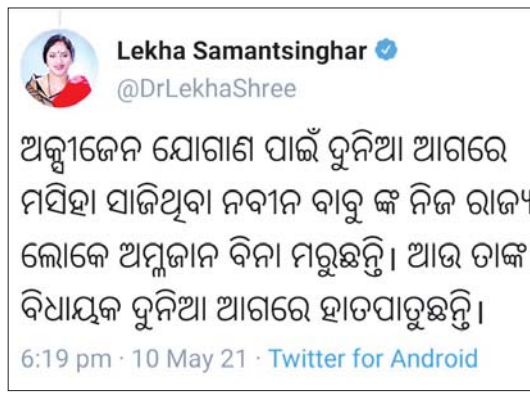 Lekha Samantsinghar
@DrLekhaShree
ଅକ୍ସୀଜେନ ଯୋଗାଣ ପାଇଁ ଦୁନିଆ ଆଗରେ
ମସିହା ସାଜିଥିବା ନବୀନ ବାବୁ ଙ୍କ ନିଜ ରାଜ୍ୟ
ଲୋକେ ଅମ୍ଳଜାନ ବିନା ମରୁଛନ୍ତି। ଆଉ ତାଙ୍କ
ବିଧାୟକ ଦୁନିଆ ଆଗରେ ହାତପାତୁଛନ୍ତି।
6:19 pm · 10 May 21 · Twitter for Android